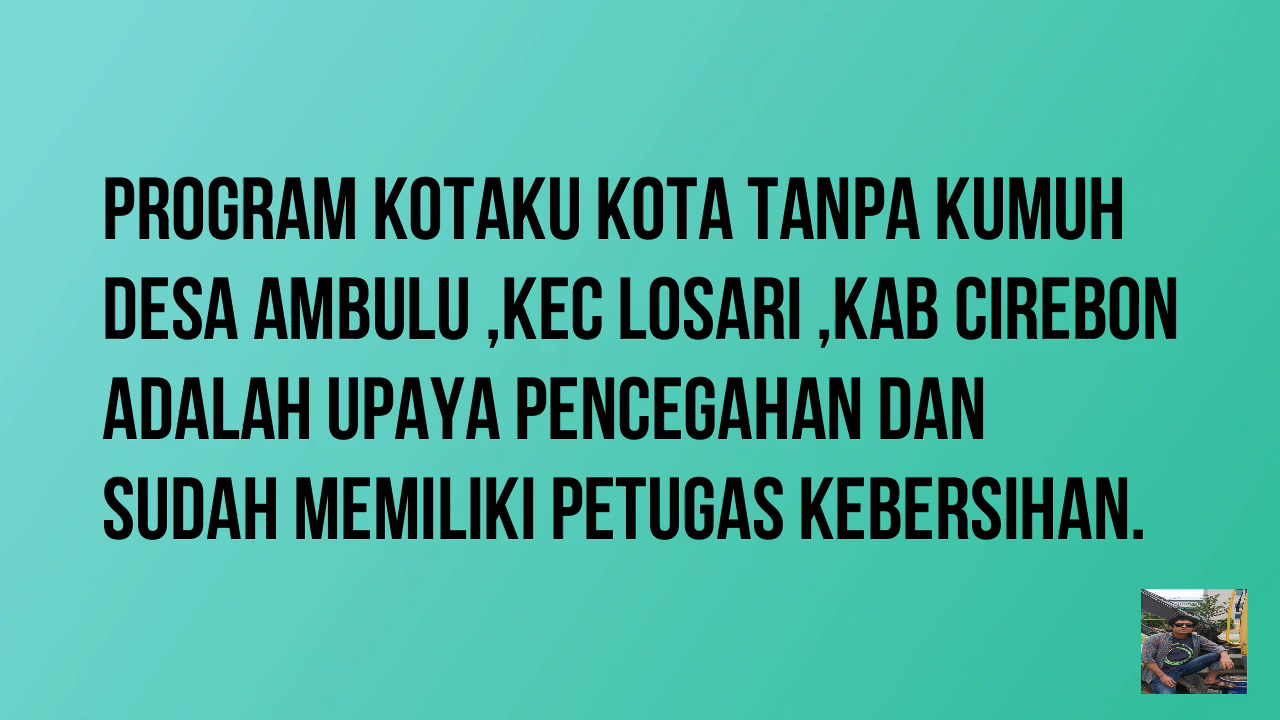 PROGRAM KOTAKU KOTA TANPA KUMUH
DESA AMBULU ,KEC LOSARI ,KAB CIREBON
ADALAH UPAYA PENCEGAHAN DAN
SUDAH MEMILIKI PETUGAS KEBERSIHAN.